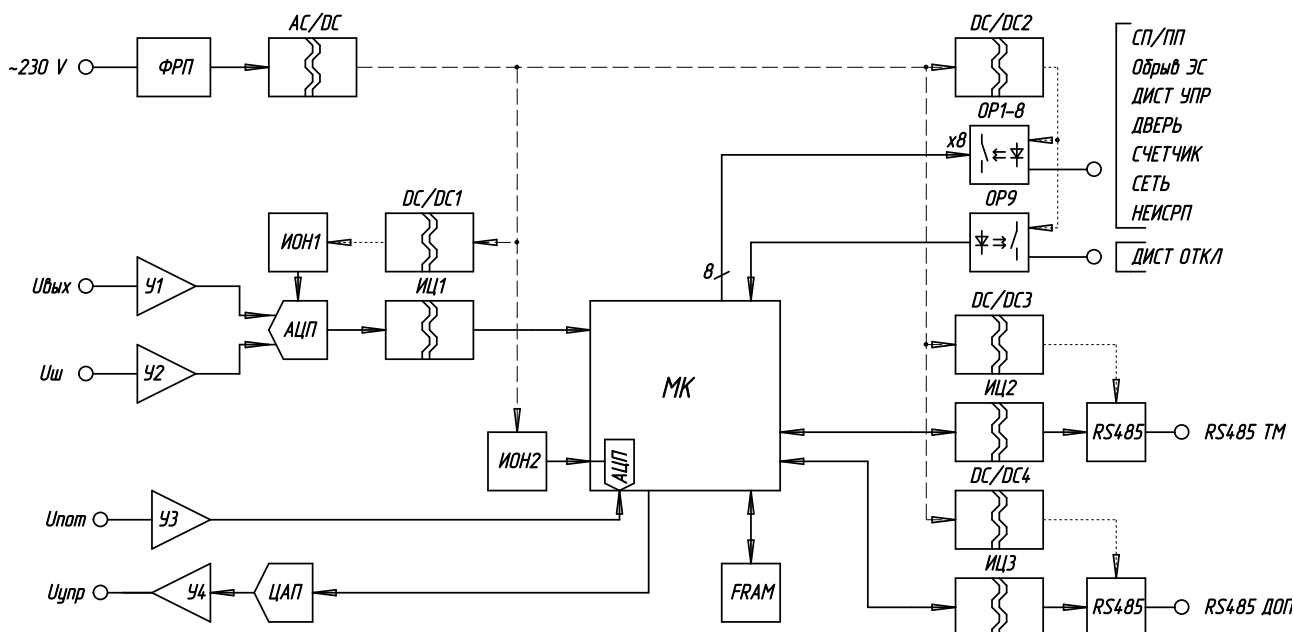 AC/DC
DC/DC2
~230 V
ФРП
СП/ПП
Обрыв ЭС
ДИСТ УПР
ДВЕРЬ
СЧЕТЧИК
СЕТЬ
НЕИСРП
OP1-8
x8
DC/DC1
OP9
ИОН1
ДИСТ ОТКЛ
Uвых
У1
ИЦ1
8
DC/DC3
АЦП
Uш
У2
МК
ИЦ2
RS485
RS485 ТМ
ИОН2
АЦП
DC/DC4
Uпот
У3
ИЦ3
Uупр
У4
ЦАП
FRAM
RS485
RS485 ДОП